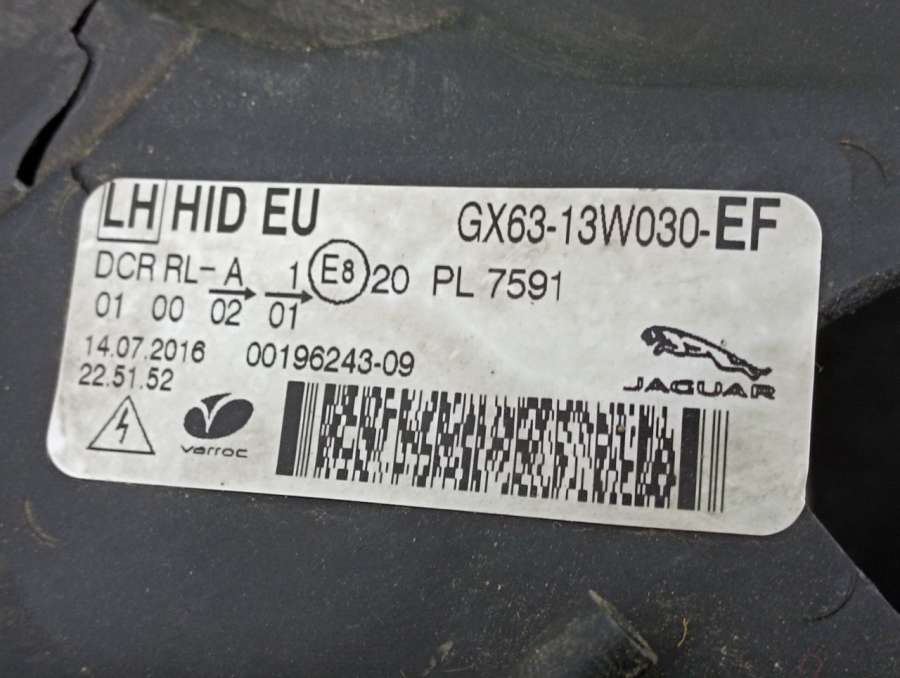 LH HID EU GX63-13W030-EF
DCR RL- A 1 E8 20 PL 7591
01 00 02 01
14.07.2016 00196243-09
22.51.52
JAGUAR
varroc